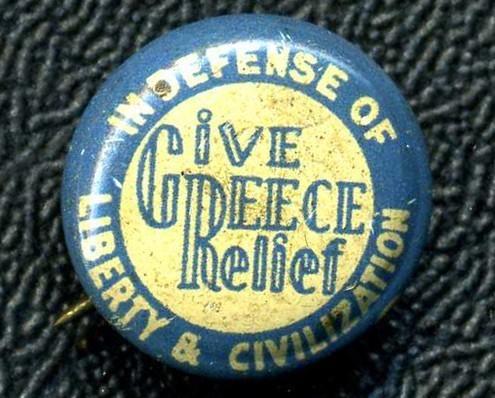 IN DEFENSE OF
GiVE
GREECE
Relief
LIBERTY & CIVILIZATION